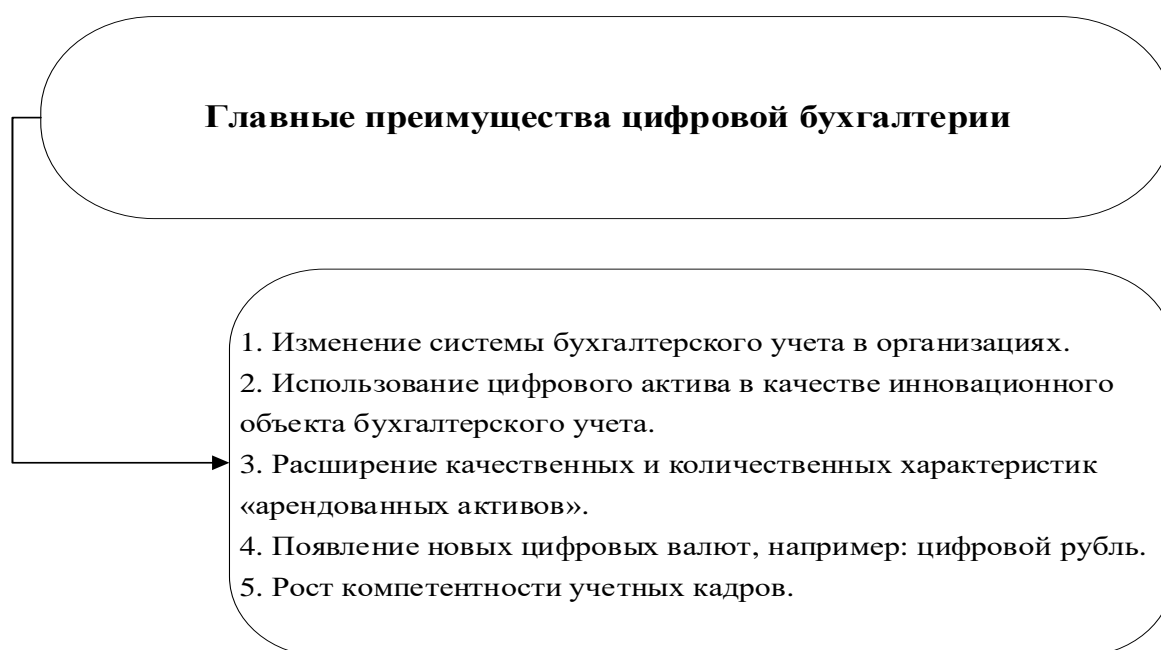 Главные преимущества цифровой бухгалтерии
1. Изменение системы бухгалтерского учета в организациях.
2. Использование цифрового актива в качестве инновационного
объекта бухгалтерского учета.
3. Расширение качественных и количественных характеристик
«арендованных активов».
4. Появление новых цифровых валют, например: цифровой рубль.
5. Рост компетентности учетных кадров.